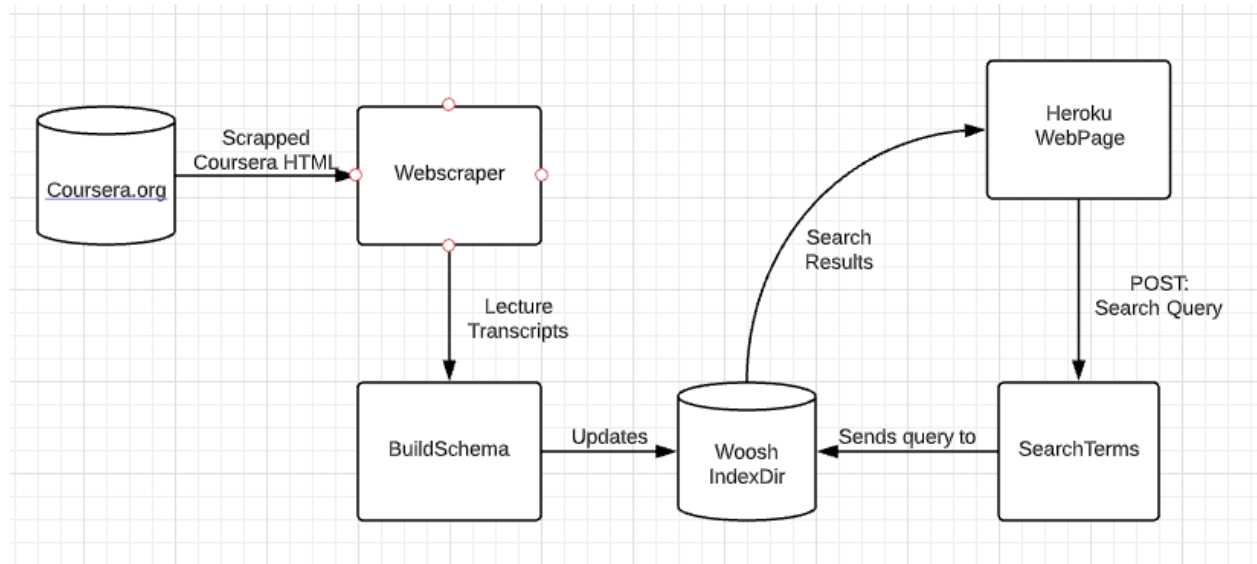 Coursera.org
Scrapped
Coursera HTML
Webscraper
Lecture
Transcripts
BuildSchema
Updates
Woosh
IndexDir
Search
Results
Heroku
WebPage
POST:
Search Query
SearchTerms
Sends query to